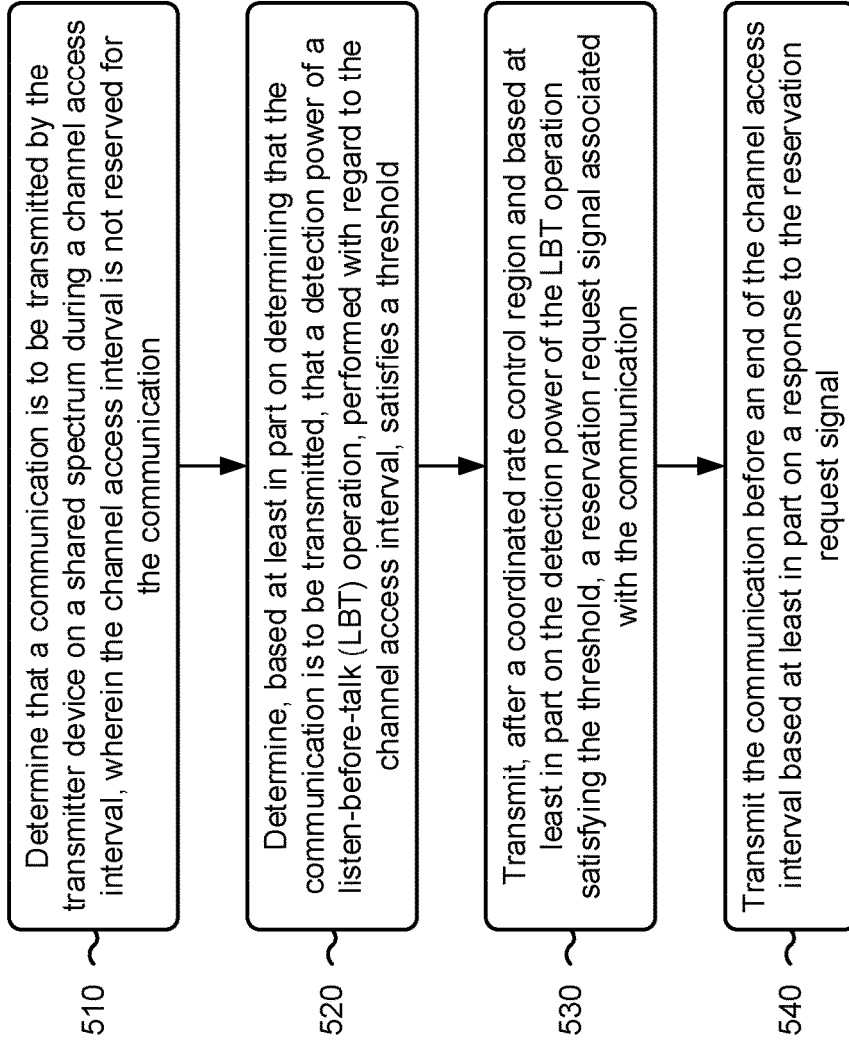 510
Determine that a communication is to be transmitted by the
transmitter device on a shared spectrum during a channel access
interval, wherein the channel access interval is not reserved for
the communication
520
Determine, based at least in part on determining that the
communication is to be transmitted, that a detection power of a
listen-before-talk (LBT) operation, performed with regard to the
channel access interval, satisfies a threshold
530
Transmit, after a coordinated rate control region and based at
least in part on the detection power of the LBT operation
satisfying the threshold, a reservation request signal associated
with the communication
540
Transmit the communication before an end of the channel access
interval based at least in part on a response to the reservation
request signal